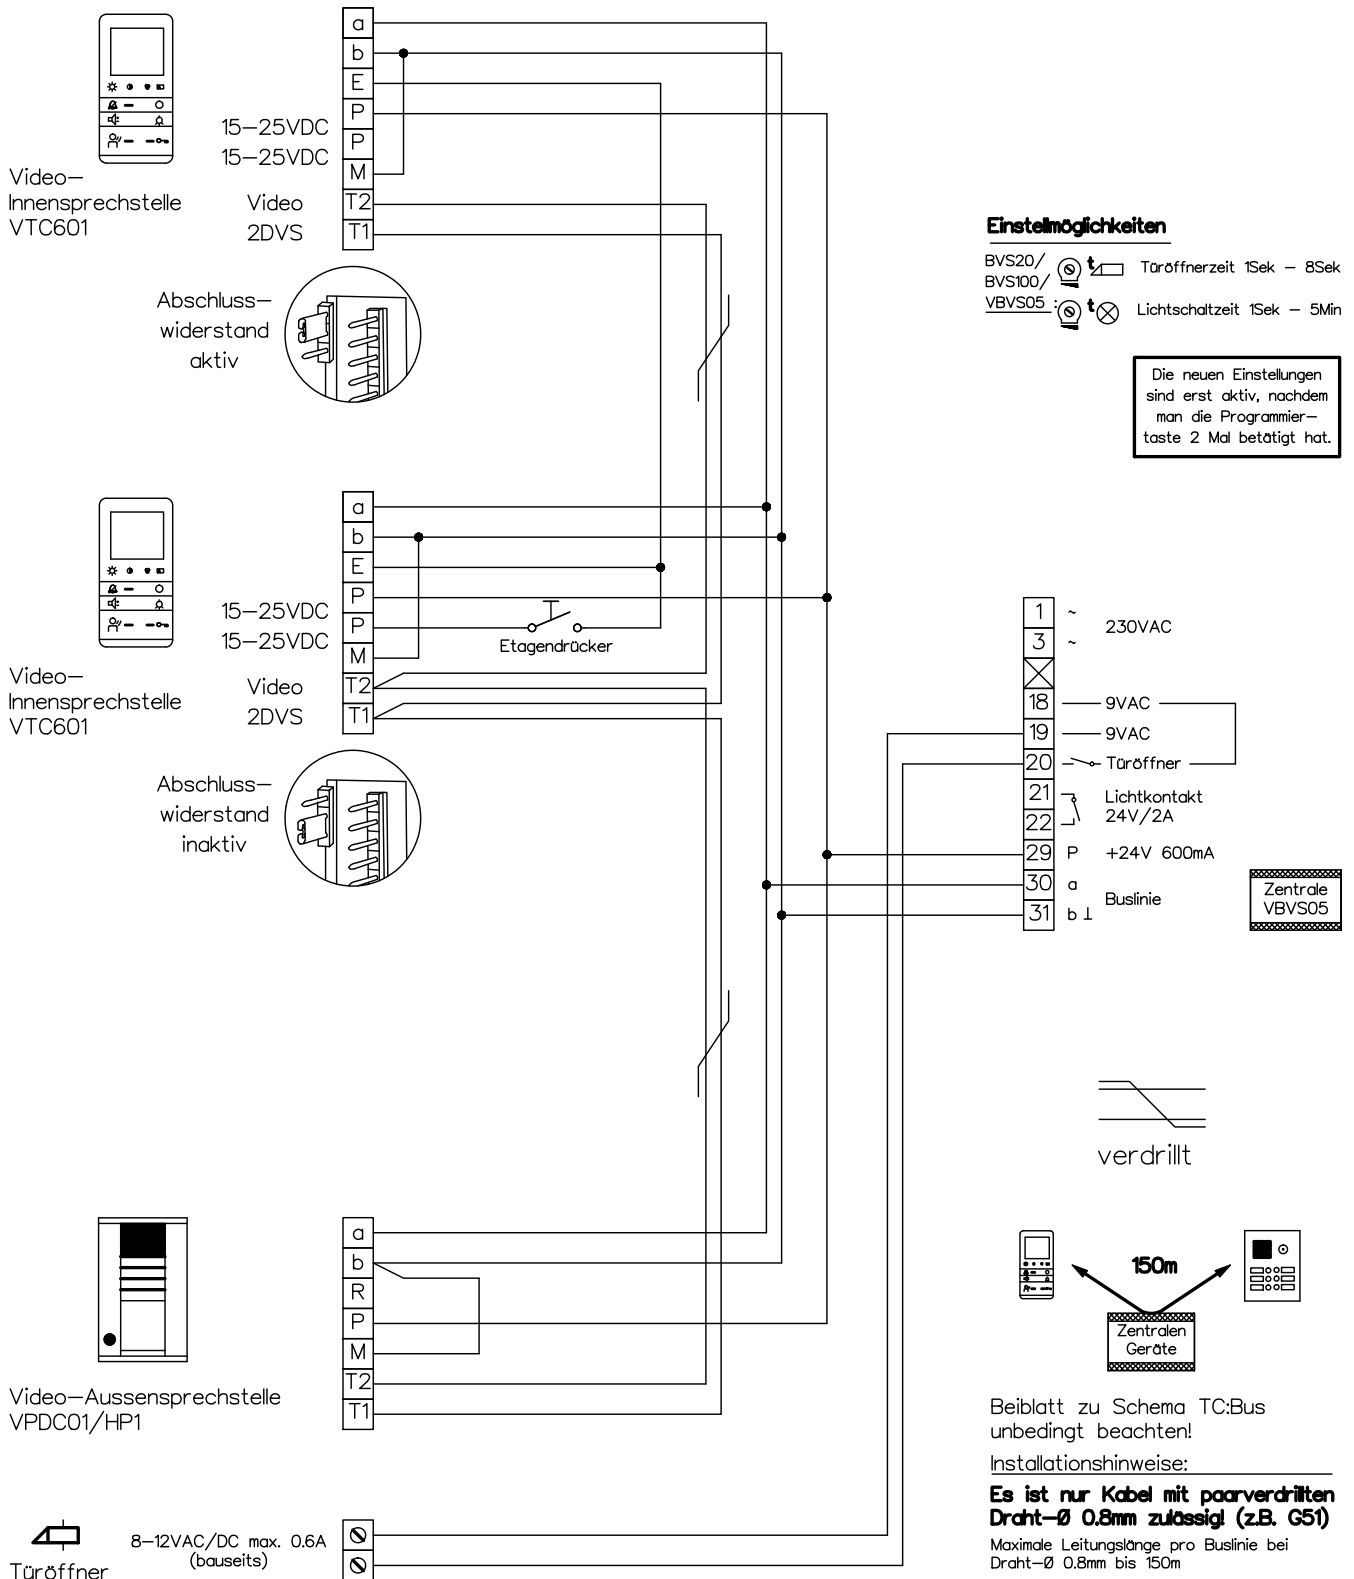 a
b
E
P
15–25VDC
P
15–25VDC
M
Video–
Innensprechstelle
VTC601
Video
T2
2DVS
T1
Einstellmöglichkeiten
BVS20/
BVS100/
VBVS05 :
t
Türöffnerzeit 1Sek – 8Sek
t
Lichtschaltzeit 1Sek – 5Min
Abschluss–
widerstand
aktiv
Die neuen Einstellungen
sind erst aktiv, nachdem
man die Programmier–
taste 2 Mal betätigt hat.
a
b
E
P
15–25VDC
P
15–25VDC
M
Etagendrücker
Video–
Innensprechstelle
VTC601
Video
T2
2DVS
T1
Abschluss–
widerstand
inaktiv
1 ~
230VAC
3 ~
18 9VAC
19 9VAC
20 Türöffner
21 Lichtkontakt
22 24V/2A
29 P +24V 600mA
30 a
Buslinie
31 b ⊥
Zentrale
VBVS05
verdrillt
a
b
R
P
M
T2
T1
Video–Aussensprechstelle
VPDC01/HP1
150m
Zentralen
Geräte
Beiblatt zu Schema TC:Bus
unbedingt beachten!
Installationshinweise:
Es ist nur Kabel mit paarverdrillten
Draht–Ø 0.8mm zulässig! (z.B. G51)
Maximale Leitungslänge pro Buslinie bei
Draht–Ø 0.8mm bis 150m
8–12VAC/DC max. 0.6A
(bauseits)
Türöffner